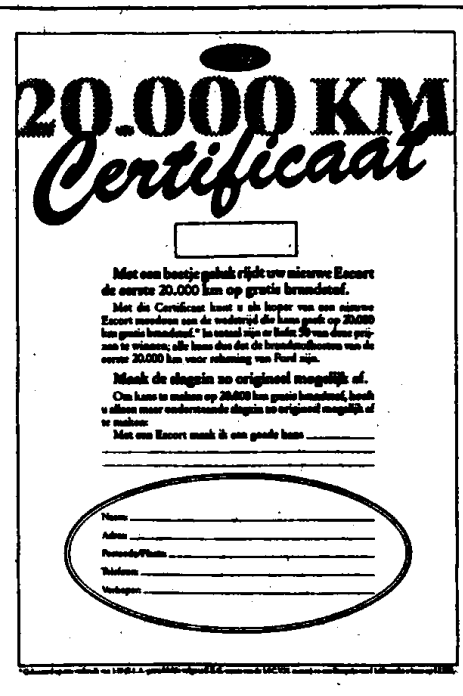 20.000 KM
Certificaat
Met een beetje geluk rijdt uw nieuwe Escort
de eerste 20.000 km op gratis brandstof.
Met dit Certificaat kunt u als koper van een nieuwe
Escort meedoen aan de wedstrijd die kans geeft op 20.000
km gratis brandstof.* In totaal zijn er liefst 50 van deze prij-
zen te winnen; alle kans dus dat de brandstofkosten van de
eerste 20.000 km voor rekening van Ford zijn.
Maak de slagzin zo origineel mogelijk af.
Om kans te maken op 20.000 km gratis brandstof, hoeft
u alleen maar onderstaande slagzin zo origineel mogelijk af
te maken:
Met een Escort maak ik een goede kans
Naam:
Adres:
Postcode/Plaats:
Telefoon:
Verkoper: